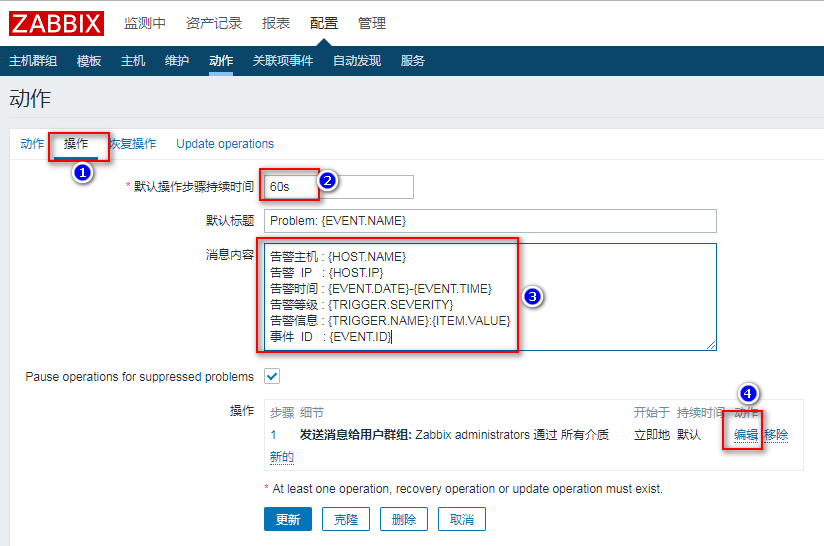 ZABBIX 监测中 资产记录 报表 配置 管理
主机群组 模板 主机 维护 动作 关联项事件 自动发现 服务
动作
动作 操作 恢复操作 Update operations
1
* 默认操作步骤持续时间 60s 2
默认标题 Problem: {EVENT.NAME}
消息内容 告警主机 : {HOST.NAME}
告警 IP : {HOST.IP}
告警时间 : {EVENT.DATE}-{EVENT.TIME}
3
告警等级 : {TRIGGER.SEVERITY}
告警信息 : {TRIGGER.NAME}:{ITEM.VALUE}
事件 ID : {EVENT.ID}
Pause operations for suppressed problems
4
操作 步骤 细节 开始于 持续时间 动作
1 发送消息给用户群组: Zabbix administrators 通过 所有介质 立即地 默认 编辑 移除
新的
* At least one operation, recovery operation or update operation must exist.
更新 克隆 删除 取消